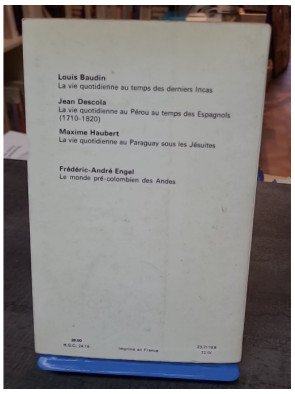 Louis Baudin
La vie quotidienne au temps des derniers Incas
Jean Descola
La vie quotidienne au Pérou au temps des Espagnols
(1710-1820)
Maxime Haubert
La vie quotidienne au Paraguay sous les Jésuites
Frédéric-André Engel
Le monde pré-colombien des Andes
Imprimé en France